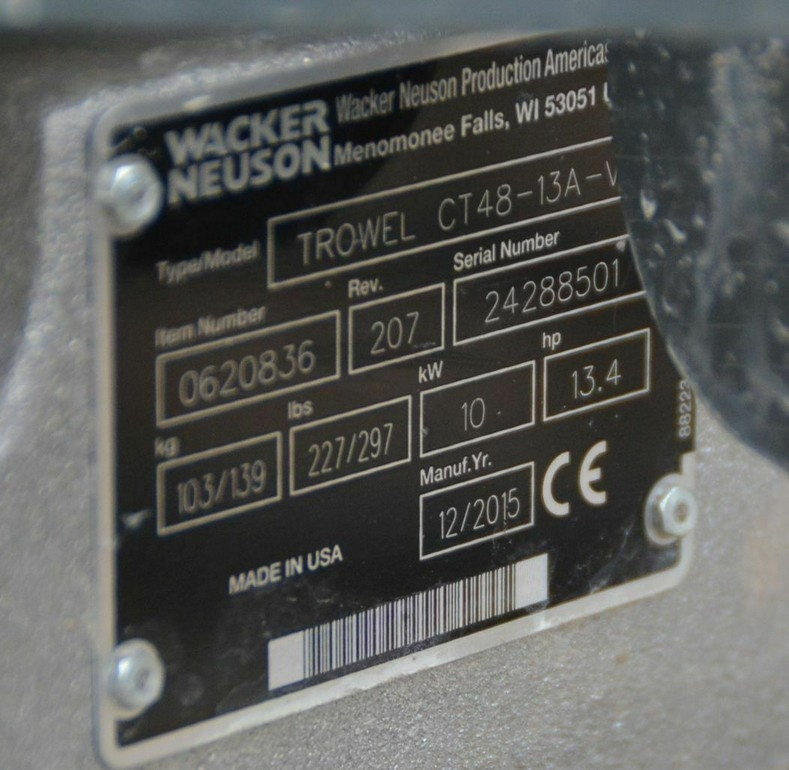 WACKER
NEUSON
Wacker Neuson Production Americas
Menomonee Falls, WI 53051 U
Type/Model TROWEL CT48-13A-V
Item Number Rev. Serial Number
0620836 207 24288501
kg lbs kW hp
103/139 227/297 10 13.4
Manuf.Yr.
12/2015
CE
MADE IN USA
88222